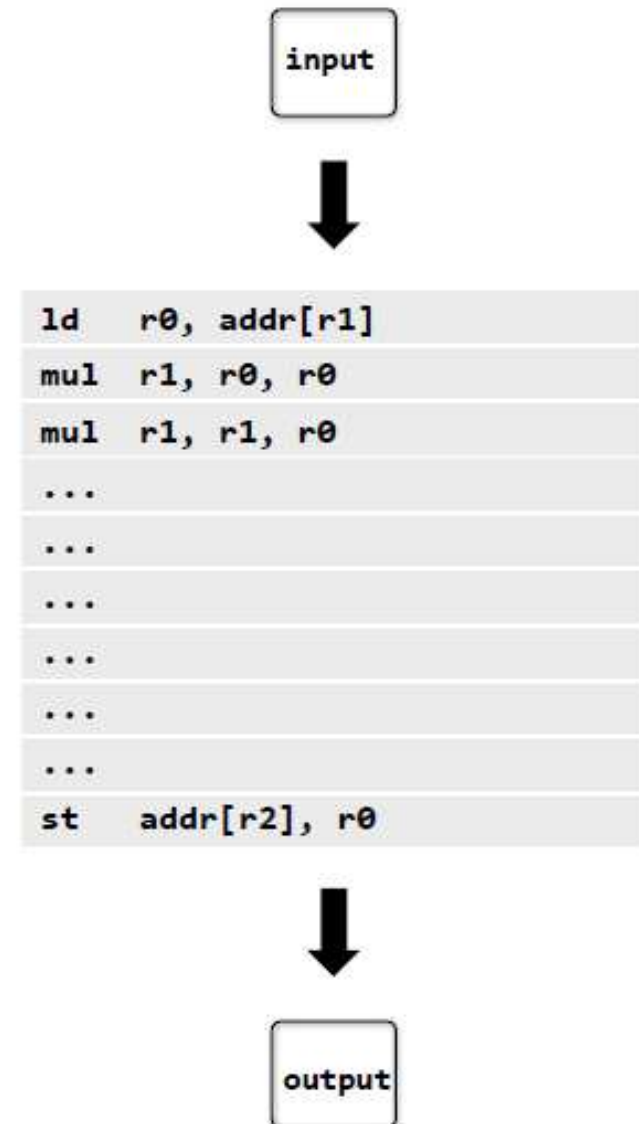 input
ld r0, addr[r1]
mul r1, r0, r0
mul r1, r1, r0
...
...
...
...
...
...
st addr[r2], r0
output